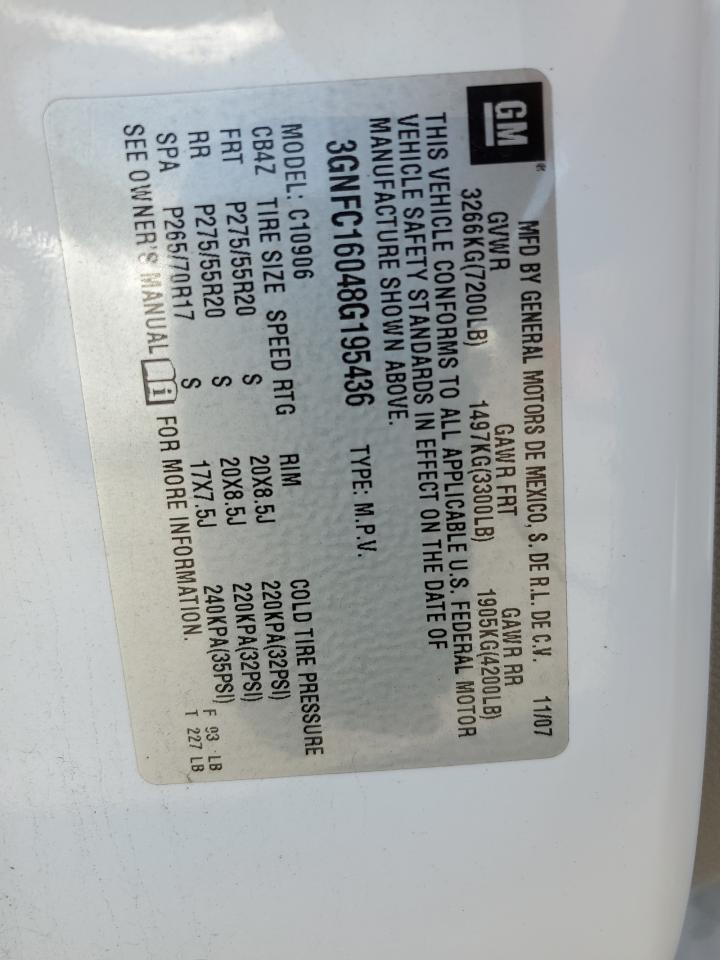 GM ®
MFD BY GENERAL MOTORS DE MEXICO, S. DE R.L. DE C.V. 11/07
GVWR GAWR FRT GAWR RR
3266KG(7200LB) 1497KG(3300LB) 1905KG(4200LB)
THIS VEHICLE CONFORMS TO ALL APPLICABLE U.S. FEDERAL MOTOR
VEHICLE SAFETY STANDARDS IN EFFECT ON THE DATE OF
MANUFACTURE SHOWN ABOVE.
3GNFC16048G195436 TYPE: M.P.V.
MODEL: C10906
CB4Z TIRE SIZE SPEED RTG RIM COLD TIRE PRESSURE
FRT P275/55R20 S 20X8.5J 220KPA(32PSI)
RR P275/55R20 S 20X8.5J 220KPA(32PSI)
SPA P265/70R17 S 17X7.5J 240KPA(35PSI)
SEE OWNER'S MANUAL i FOR MORE INFORMATION.
F 93 LB
T 227 LB